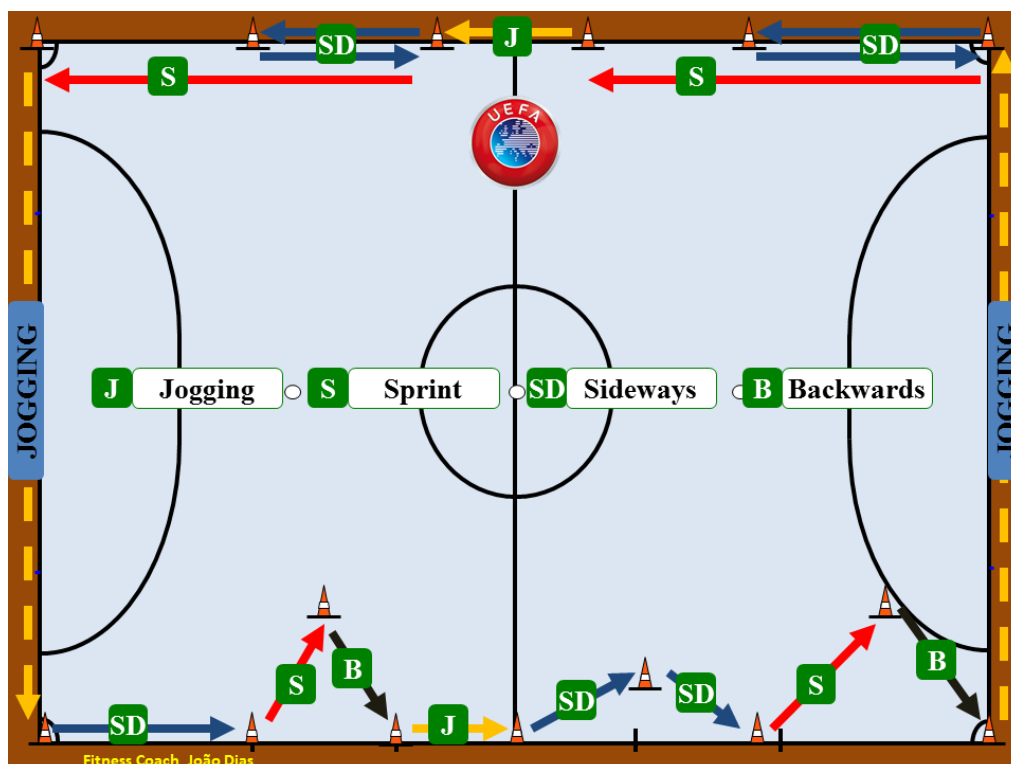 J
SD
SD
S
S
UEFA
JOGGING
JOGGING
J Jogging S Sprint SD Sideways B Backwards
S
B
SD
J
SD
SD
S
B
Fitness Coach João Dias